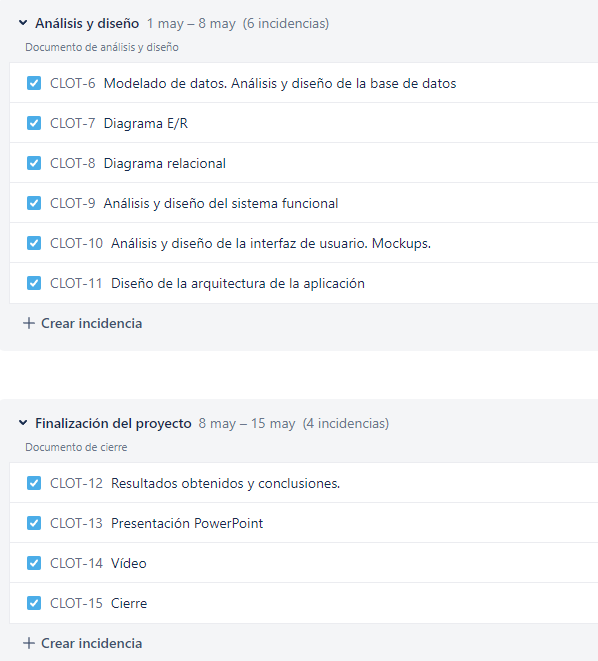 Análisis y diseño 1 may – 8 may (6 incidencias)
Documento de análisis y diseño
CLOT-6 Modelado de datos. Análisis y diseño de la base de datos
CLOT-7 Diagrama E/R
CLOT-8 Diagrama relacional
CLOT-9 Análisis y diseño del sistema funcional
CLOT-10 Análisis y diseño de la interfaz de usuario. Mockups.
CLOT-11 Diseño de la arquitectura de la aplicación
+ Crear incidencia
Finalización del proyecto 8 may – 15 may (4 incidencias)
Documento de cierre
CLOT-12 Resultados obtenidos y conclusiones.
CLOT-13 Presentación PowerPoint
CLOT-14 Vídeo
CLOT-15 Cierre
+ Crear incidencia